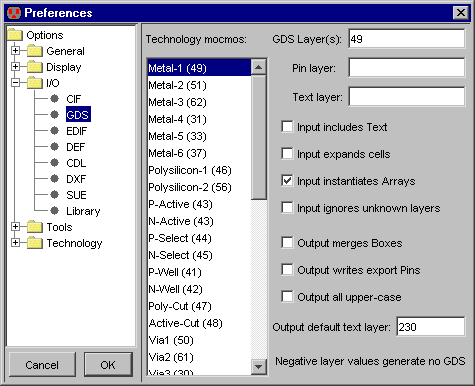 Preferences
Options
General
Display
I/O
CIF
GDS
EDIF
DEF
CDL
DXF
SUE
Library
Tools
Technology
Cancel
OK
Technology mocmos:
Metal-1 (49)
Metal-2 (51)
Metal-3 (62)
Metal-4 (31)
Metal-5 (33)
Metal-6 (37)
Polysilicon-1 (46)
Polysilicon-2 (56)
P-Active (43)
N-Active (43)
P-Select (44)
N-Select (45)
P-Well (41)
N-Well (42)
Poly-Cut (47)
Active-Cut (48)
Via1 (50)
Via2 (61)
Via3 (30)
GDS Layer(s): 49
Pin layer:
Text layer:
Input includes Text
Input expands cells
Input instantiates Arrays
Input ignores unknown layers
Output merges Boxes
Output writes export Pins
Output all upper-case
Output default text layer: 230
Negative layer values generate no GDS